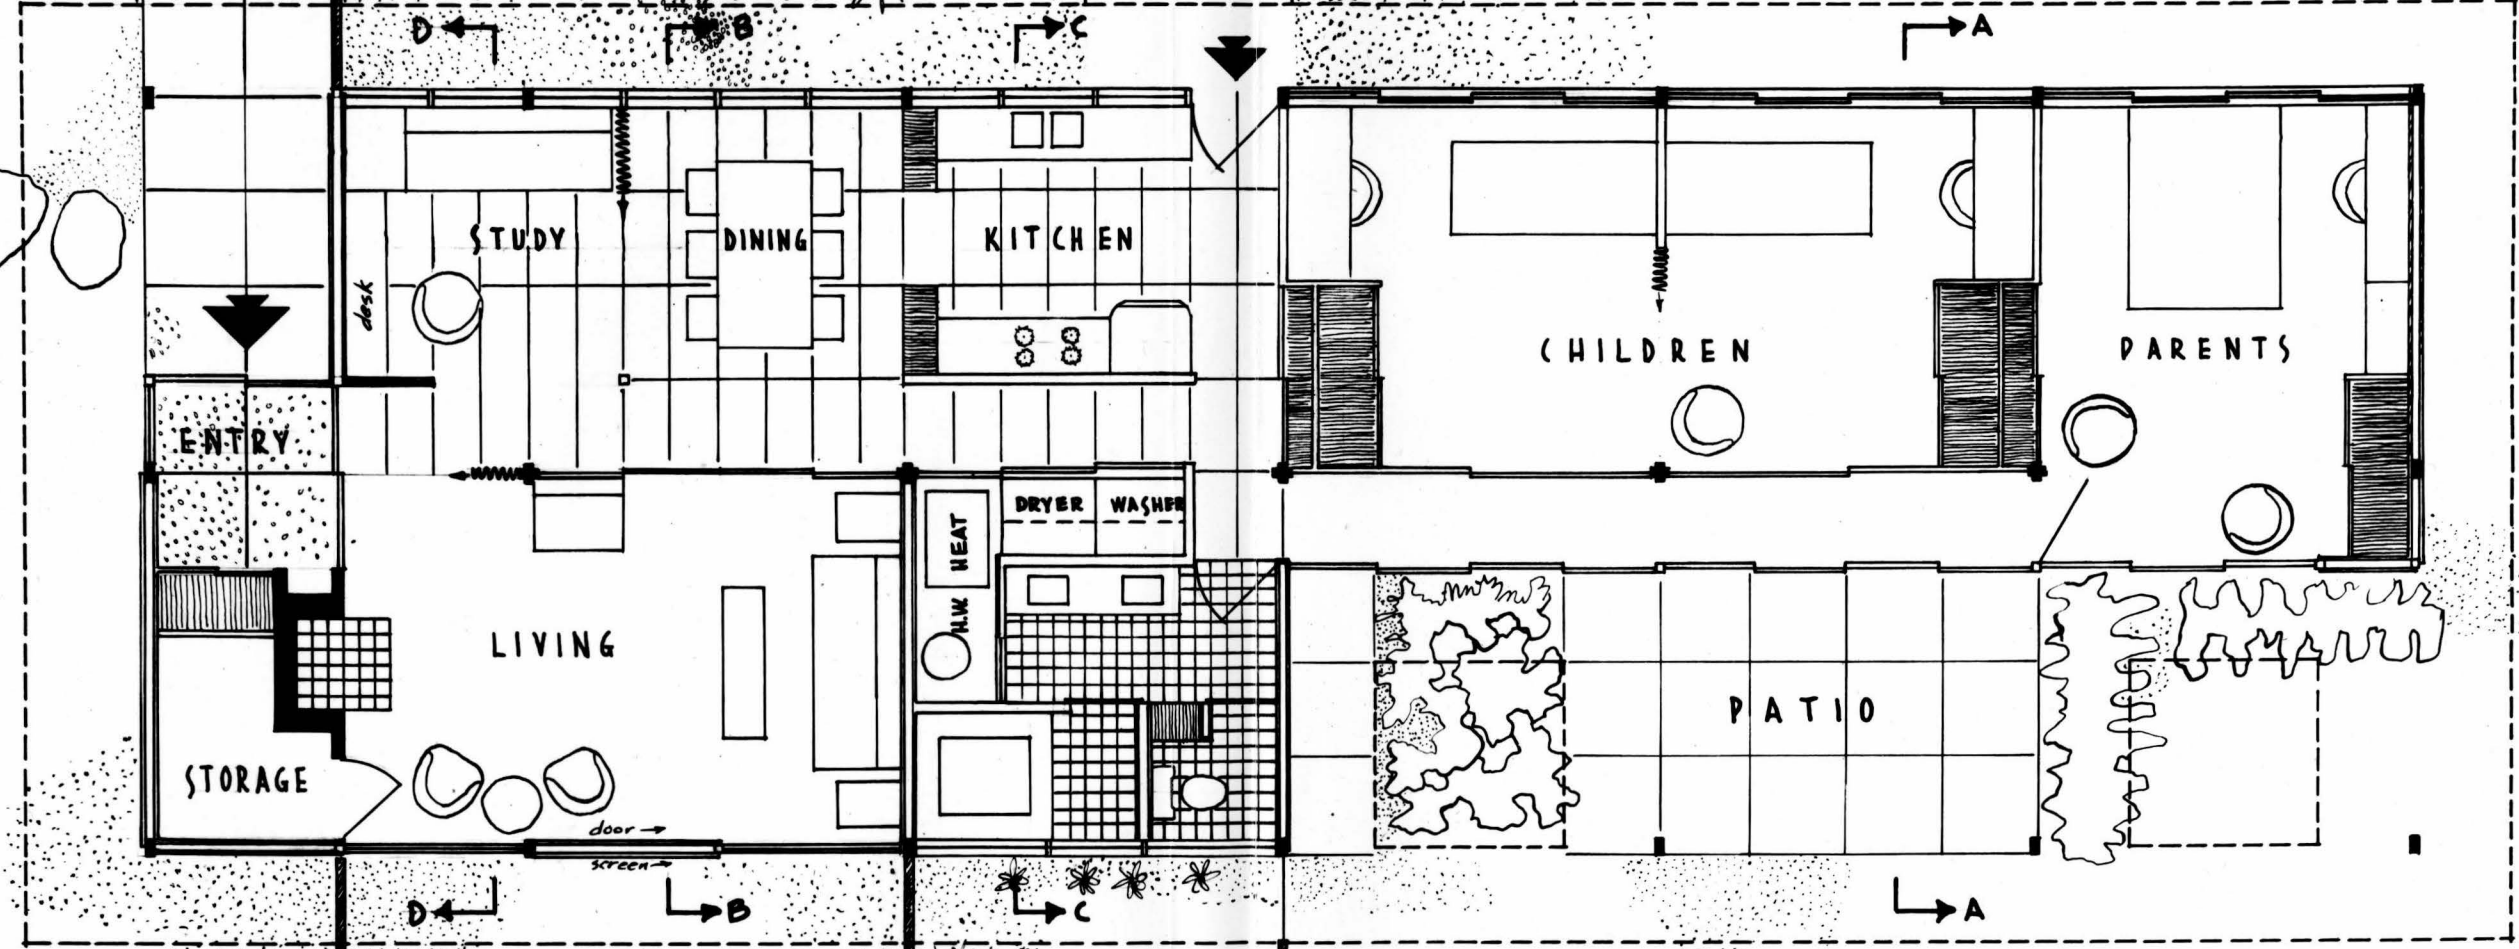 D B C A
STUDY DINING KITCHEN
desk
CHILDREN PARENTS
ENTRY
DRYER WASHER
HEAT
H.W.
LIVING
PATIO
STORAGE
door
screen
D B C A